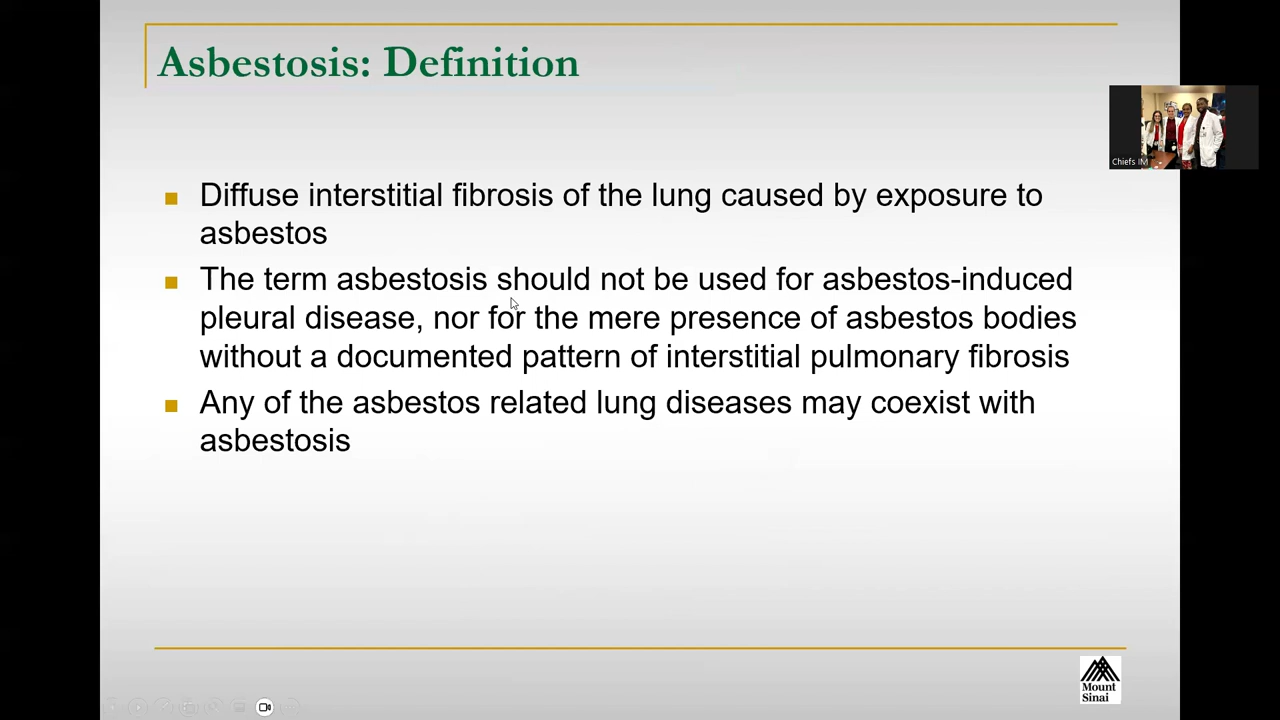 Asbestosis: Definition
Diffuse interstitial fibrosis of the lung caused by exposure to
asbestos
The term asbestosis should not be used for asbestos-induced
pleural disease, nor for the mere presence of asbestos bodies
without a documented pattern of interstitial pulmonary fibrosis
Any of the asbestos related lung diseases may coexist with
asbestosis
Chiefs IM
Mount
Sinai